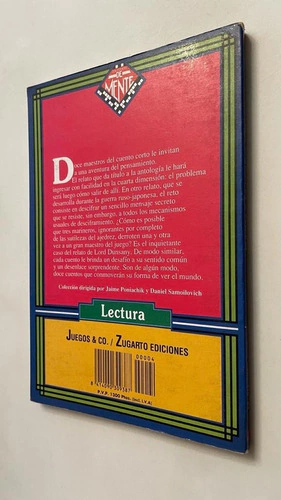 DE
MENTE
Doce maestros del cuento corto le invitan
a una aventura del pensamiento.
El relato que da título a la antología le hará
ingresar con facilidad en la cuarta dimensión: el problema
será luego cómo salir de allí. En otro relato, que se
desarrolla durante la guerra ruso-japonesa, el reto
consiste en descifrar un sencillo mensaje secreto
que se resiste, sin embargo, a todos los mecanismos
usuales de desciframiento. ¿Cómo es posible
que tres marineros, ignorantes por completo
de las sutilezas del ajedrez, derroten una y otra
vez a un gran maestro del juego? Es el inquietante
caso del relato de Lord Dunsany. De modo similar,
cada cuento le brinda un desafío a su sentido común
y un desenlace sorprendente. Son de algún modo,
doce cuentos que conmoverán su forma de ver el mundo.
Colección dirigida por Jaime Poniachik y Daniel Samoilovich
Lectura
JUEGOS & CO. / ZUGARTO EDICIONES
00004
P.V.P. 1300 Ptas. (incl. I.V.A)